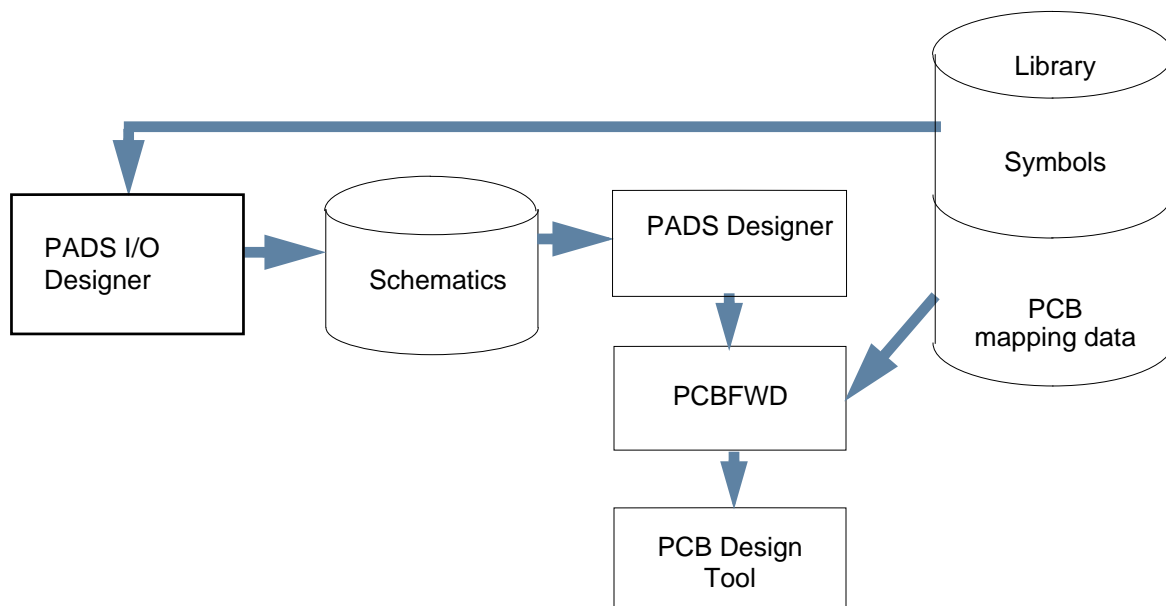 Library
Symbols
PADS I/O
Designer
Schematics
PADS Designer
PCB
mapping data
PCBFWD
PCB Design
Tool